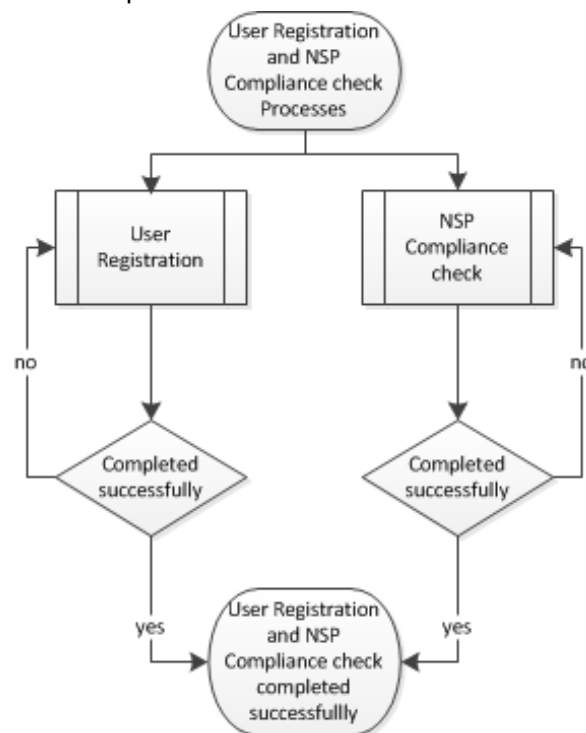 User Registration
and NSP
Compliance check
Processes
User
Registration
NSP
Compliance
check
no
no
Completed
successfully
Completed
successfully
yes
yes
User Registration
and NSP
Compliance check
completed
successfullly